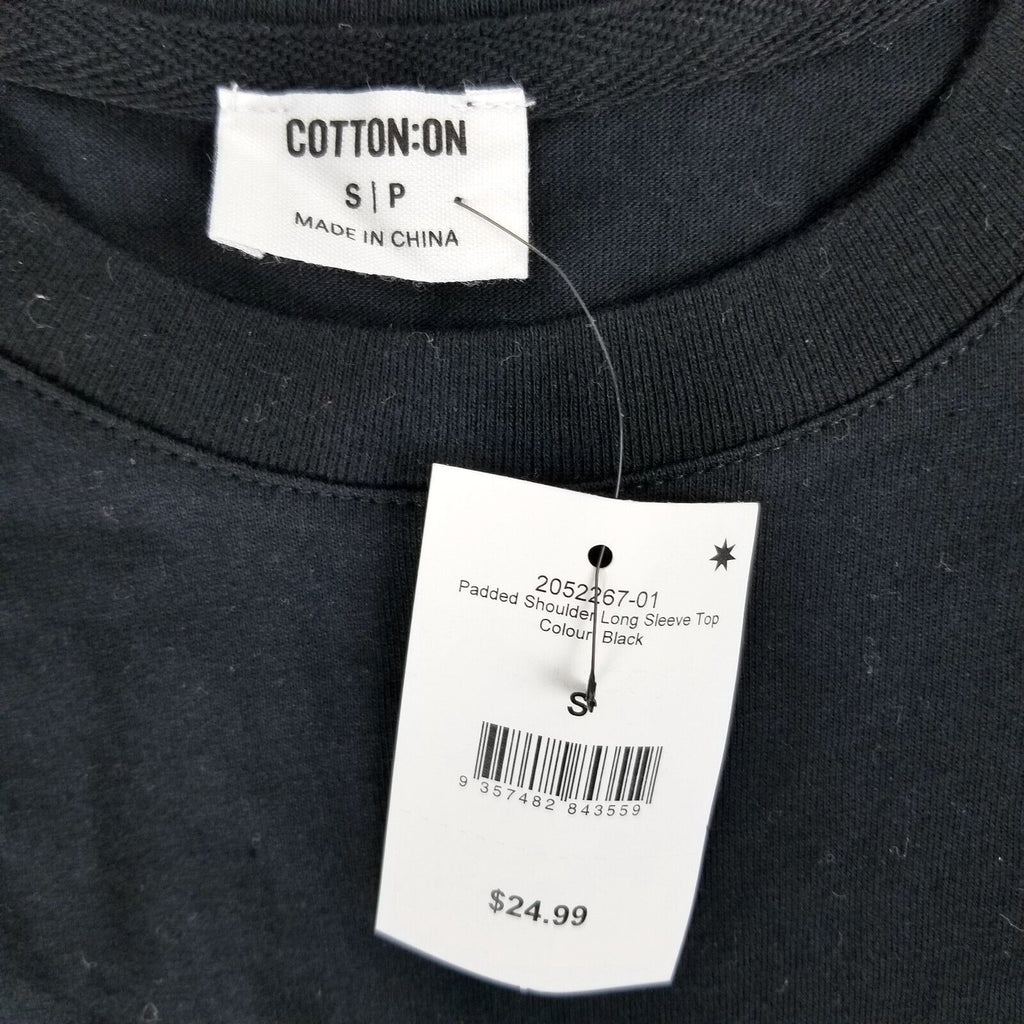 COTTON:ON
S | P
MADE IN CHINA
2052267-01
Padded Shoulder Long Sleeve Top
Colour: Black
S
9 357482 843559
$24.99